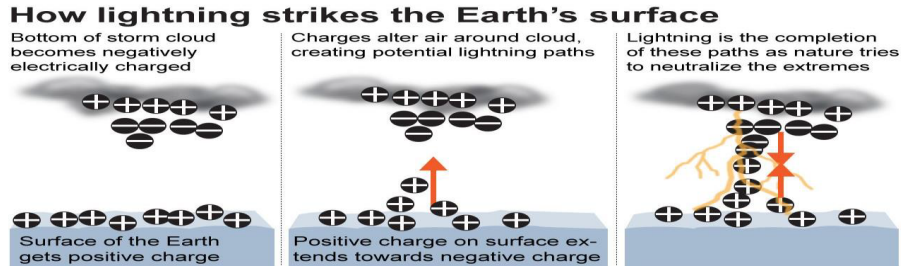 How lightning strikes the Earth's surface
Bottom of storm cloud
becomes negatively
electrically charged
Surface of the Earth
gets positive charge
Charges alter air around cloud,
creating potential lightning paths
Positive charge on surface ex-
tends towards negative charge
Lightning is the completion
of these paths as nature tries
to neutralize the extremes